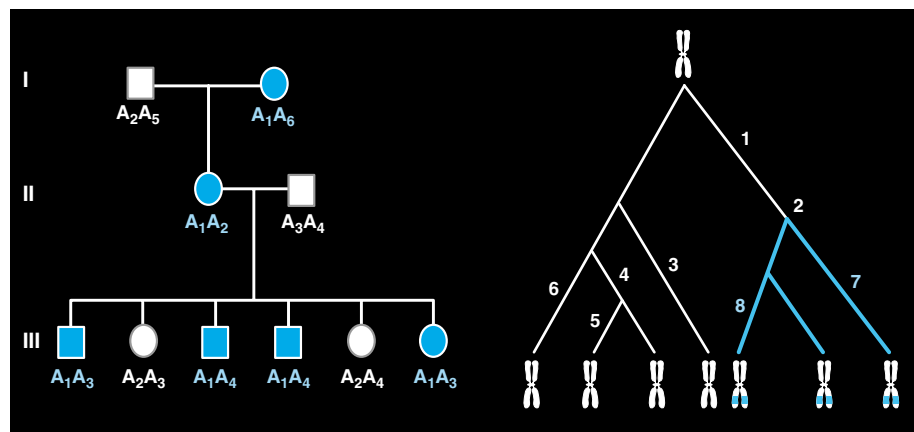 I
A₂A₅ A₁A₆
II
A₁A₂ A₃A₄
III
A₁A₃ A₂A₃ A₁A₄ A₁A₄ A₂A₄ A₁A₃
1
2
3
4
6
7
8
5